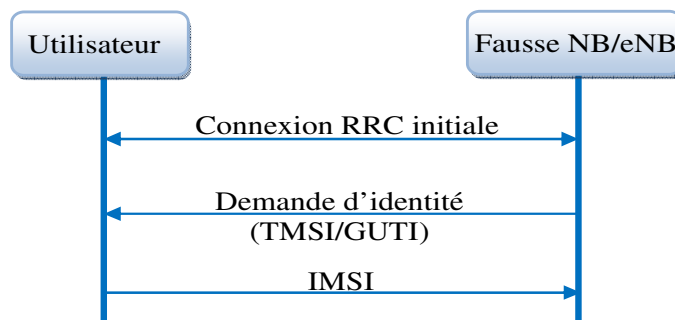 Utilisateur
Fausse NB/eNB
Connexion RRC initiale
Demande d’identité
(TMSI/GUTI)
IMSI